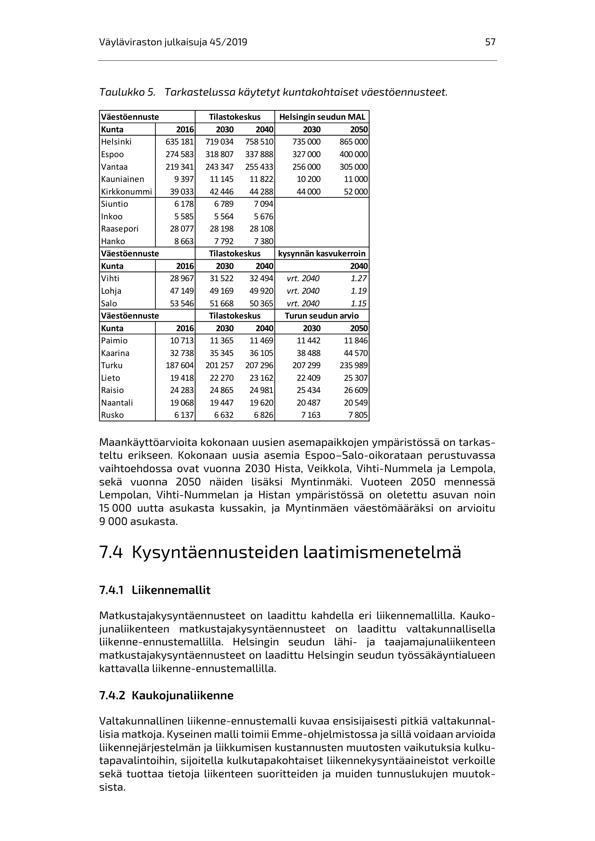 Väyläviraston julkaisuja 45/2019 57
Taulukko 5. Tarkastelussa käytetyt kuntakohtaiset väestöennusteet.
Väestöennuste Tilastokeskus Helsingin seudun MAL
Kunta 2016 2030 2040 2030 2050
Helsinki 635 181 719 034 758 510 735 000 865 000
Espoo 274 583 318 807 337 888 327 000 400 000
Vantaa 219 341 243 347 255 433 256 000 305 000
Kauniainen 9 397 11 145 11 822 10 200 11 000
Kirkkonummi 39 033 42 446 44 288 44 000 52 000
Siuntio 6 178 6 789 7 094
Inkoo 5 585 5 564 5 676
Raasepori 28 077 28 198 28 108
Hanko 8 663 7 792 7 380
Väestöennuste Tilastokeskus kysynnän kasvukerroin
Kunta 2016 2030 2040 2040
Vihti 28 967 31 522 32 494 vrt. 2040 1.27
Lohja 47 149 49 169 49 920 vrt. 2040 1.19
Salo 53 546 51 668 50 365 vrt. 2040 1.15
Väestöennuste Tilastokeskus Turun seudun arvio
Kunta 2016 2030 2040 2030 2050
Paimio 10 713 11 365 11 469 11 442 11 846
Kaarina 32 738 35 345 36 105 38 488 44 570
Turku 187 604 201 257 207 296 207 299 235 989
Lieto 19 418 22 270 23 162 22 409 25 307
Raisio 24 283 24 865 24 981 25 434 26 609
Naantali 19 068 19 447 19 620 20 487 20 549
Rusko 6 137 6 632 6 826 7 163 7 805
Maankäyttöarvioita kokonaan uusien asemapaikkojen ympäristössä on tarkas-
teltu erikseen. Kokonaan uusia asemia Espoo–Salo-oikorataan perustuvassa
vaihtoehdossa ovat vuonna 2030 Hista, Veikkola, Vihti-Nummela ja Lempola,
sekä vuonna 2050 näiden lisäksi Myntinmäki. Vuoteen 2050 mennessä
Lempolan, Vihti-Nummelan ja Histan ympäristössä on oletettu asuvan noin
15 000 uutta asukasta kussakin, ja Myntinmäen väestömääräksi on arvioitu
9 000 asukasta.
7.4 Kysyntäennusteiden laatimismenetelmä
7.4.1 Liikennemallit
Matkustajakysyntäennusteet on laadittu kahdella eri liikennemallilla. Kauko-
junaliikenteen matkustajakysyntäennusteet on laadittu valtakunnallisella
liikenne-ennustemallilla. Helsingin seudun lähi- ja taajamajunaliikenteen
matkustajakysyntäennusteet on laadittu Helsingin seudun työssäkäyntialueen
kattavalla liikenne-ennustemallilla.
7.4.2 Kaukojunaliikenne
Valtakunnallinen liikenne-ennustemalli kuvaa ensisijaisesti pitkiä valtakunnal-
lisia matkoja. Kyseinen malli toimii Emme-ohjelmistossa ja sillä voidaan arvioida
liikennejärjestelmän ja liikkumisen kustannusten muutosten vaikutuksia kulku-
tapavalintoihin, sijoitella kulkutapakohtaiset liikennekysyntäaineistot verkoille
sekä tuottaa tietoja liikenteen suoritteiden ja muiden tunnuslukujen muutok-
sista.